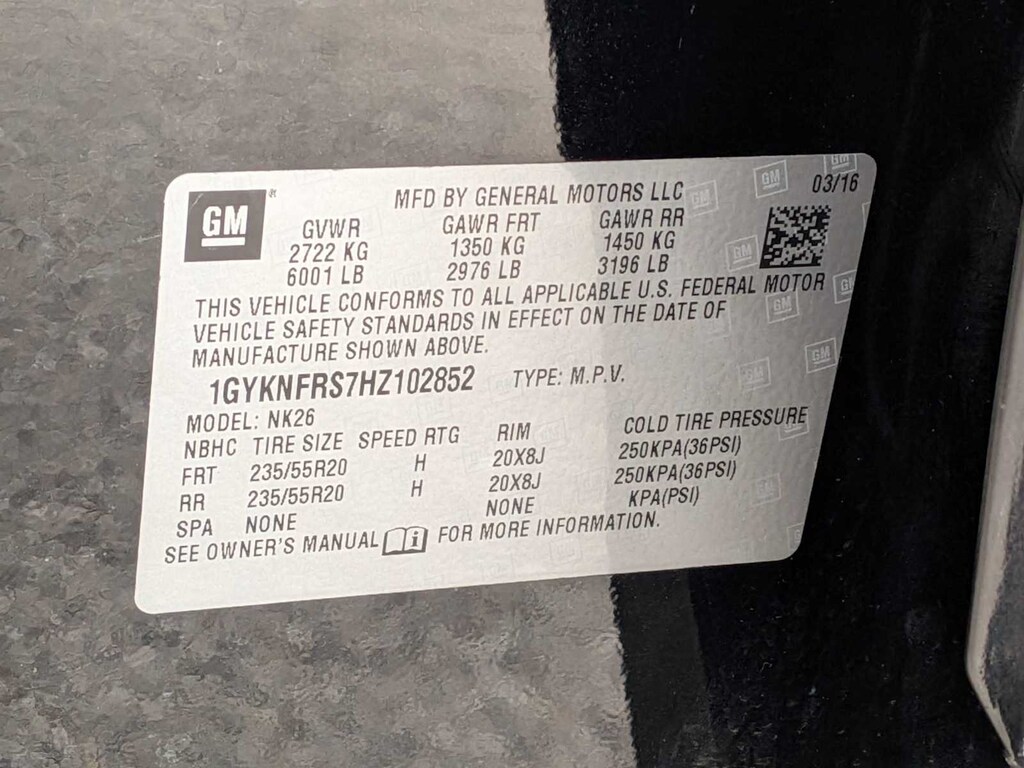 GM ® MFD BY GENERAL MOTORS LLC 03/16
GVWR GAWR FRT GAWR RR
2722 KG 1350 KG 1450 KG
6001 LB 2976 LB 3196 LB
THIS VEHICLE CONFORMS TO ALL APPLICABLE U.S. FEDERAL MOTOR
VEHICLE SAFETY STANDARDS IN EFFECT ON THE DATE OF
MANUFACTURE SHOWN ABOVE.
1GYKNFRS7HZ102852 TYPE: M.P.V.
MODEL: NK26
NBHC TIRE SIZE SPEED RTG RIM COLD TIRE PRESSURE
FRT 235/55R20 H 20X8J 250KPA(36PSI)
RR 235/55R20 H 20X8J 250KPA(36PSI)
SPA NONE NONE KPA(PSI)
SEE OWNER'S MANUAL i FOR MORE INFORMATION.